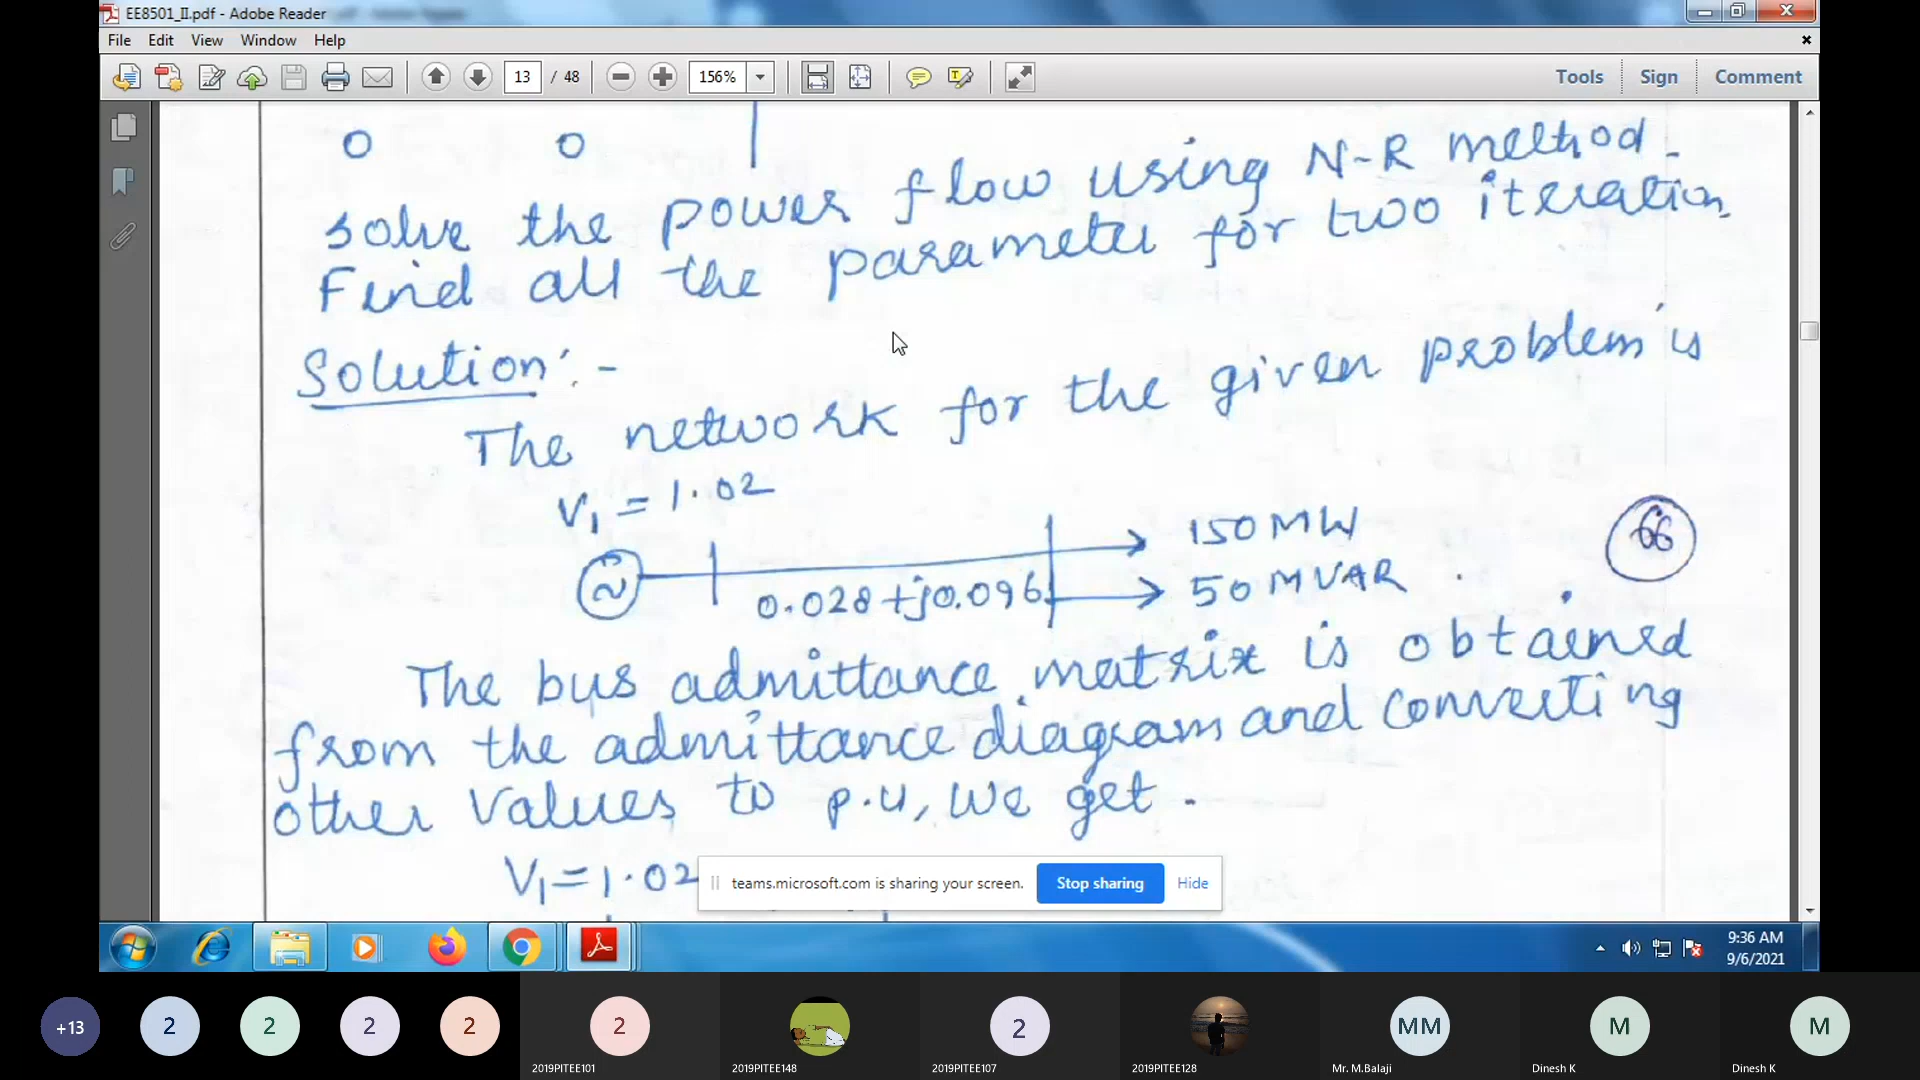 EE8501_II.pdf - Adobe Reader
File Edit View Window Help
13 / 48 156% Tools Sign Comment
0 0
solve the power flow using N-R method.
Find all the parameter for two iteration
Solution:-
The network for the given problem is
V1 = 1.02
150 MW
66
0.028+j0.096
50 MVAR
The bus admittance matrix is obtained
from the admittance diagram and converting
other values to p.u, we get.
V1=1.02
teams.microsoft.com is sharing your screen. Stop sharing Hide
9:36 AM
9/6/2021
+13 2 2 2 2 2 2 MM M M
2019PITEE101 2019PITEE148 2019PITEE107 2019PITEE128 Mr. M.Balaji Dinesh K Dinesh K